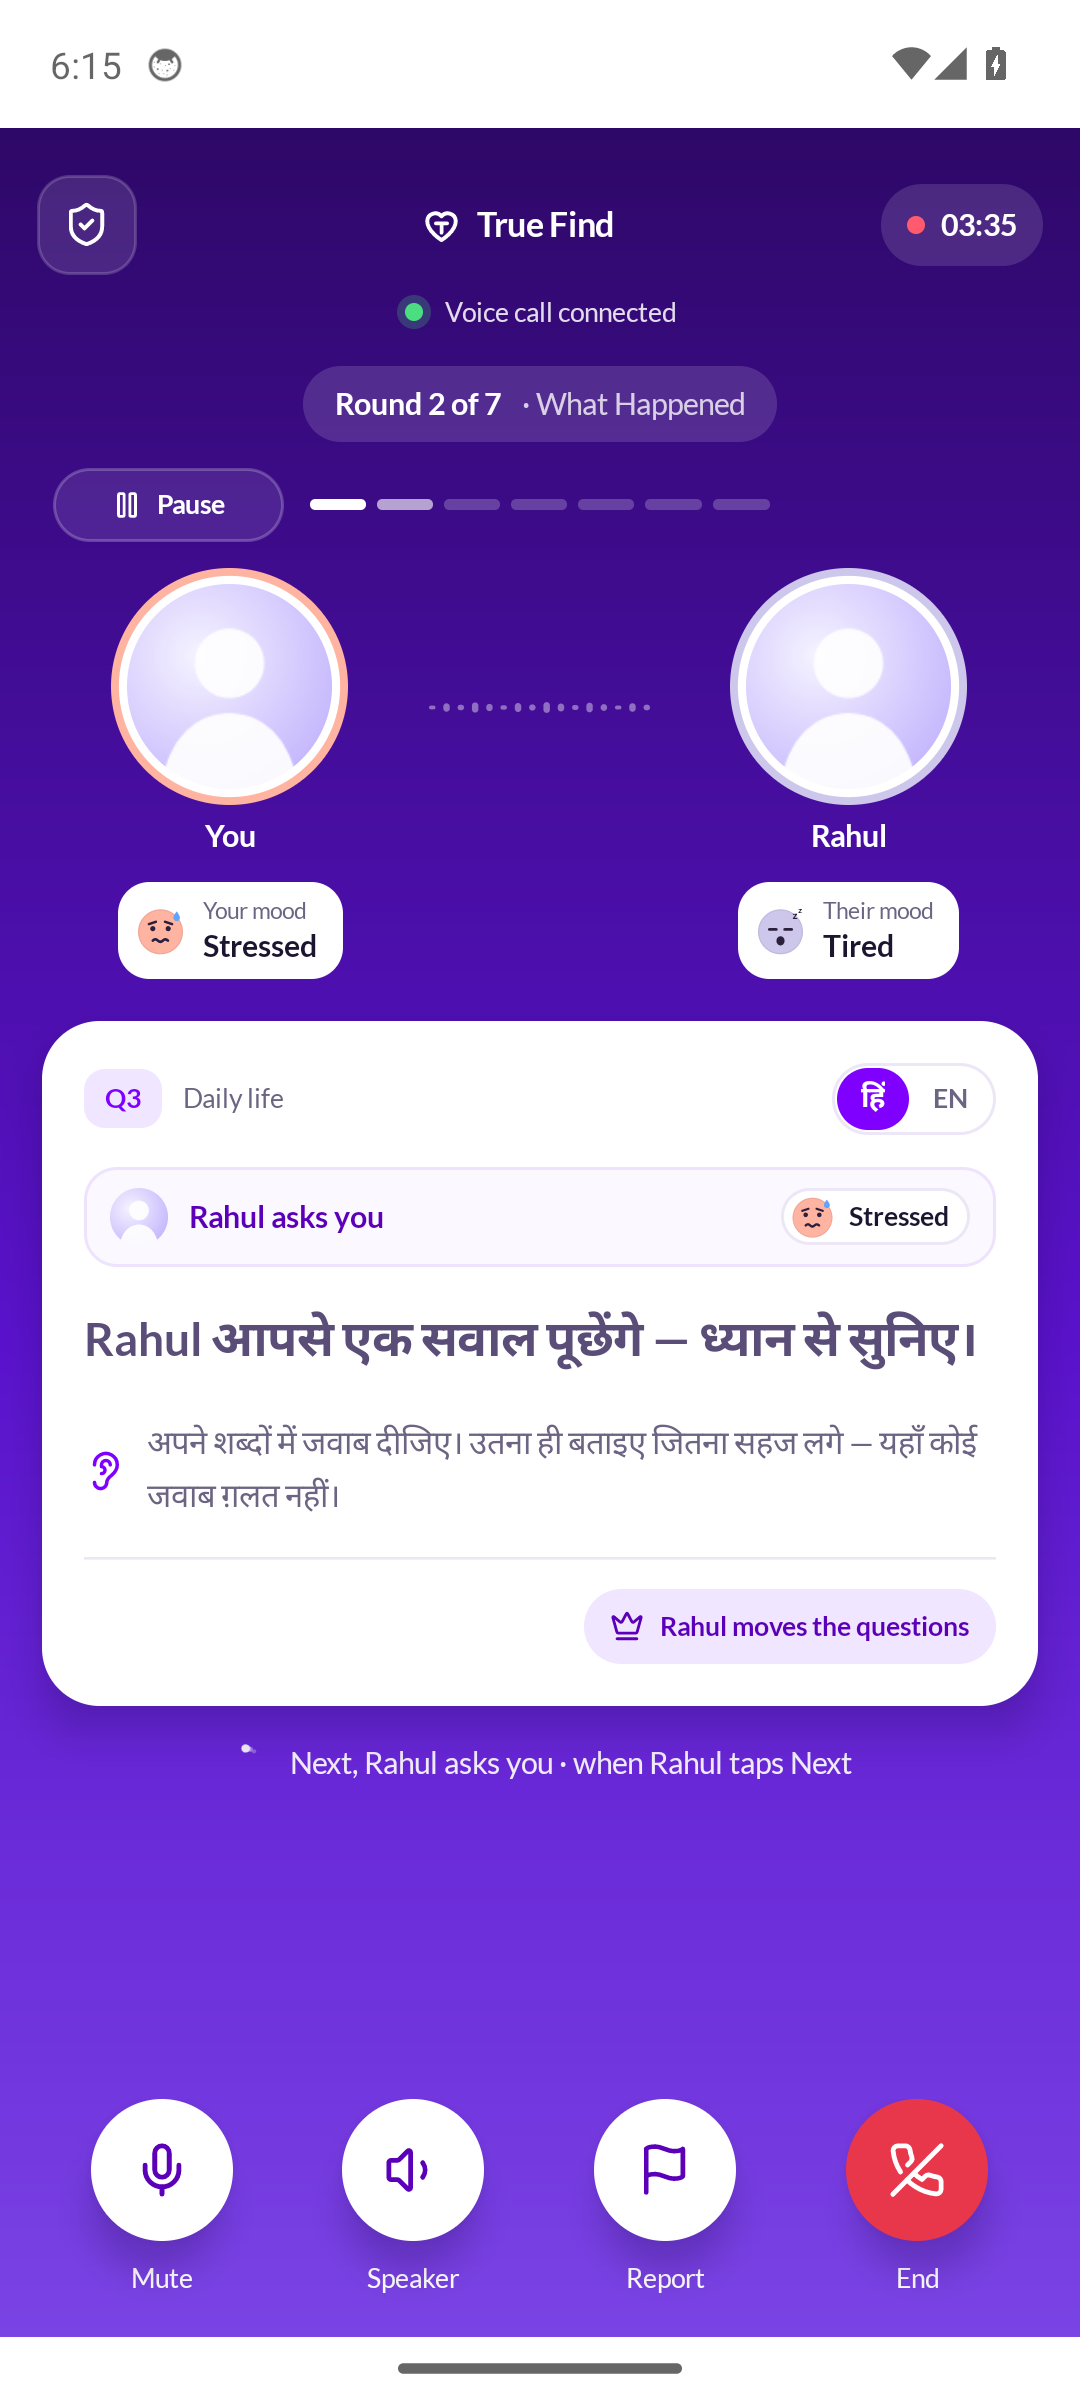 6:15
True Find
03:35
Voice call connected
Round 2 of 7 · What Happened
Pause
You
Rahul
Your mood
Stressed
Their mood
Tired
Q3 Daily life
हिं EN
Rahul asks you
Stressed
Rahul आपसे एक सवाल पूछेंगे — ध्यान से सुनिए।
अपने शब्दों में जवाब दीजिए। उतना ही बताइए जितना सहज लगे — यहाँ कोई
जवाब ग़लत नहीं।
Rahul moves the questions
Next, Rahul asks you · when Rahul taps Next
Mute
Speaker
Report
End